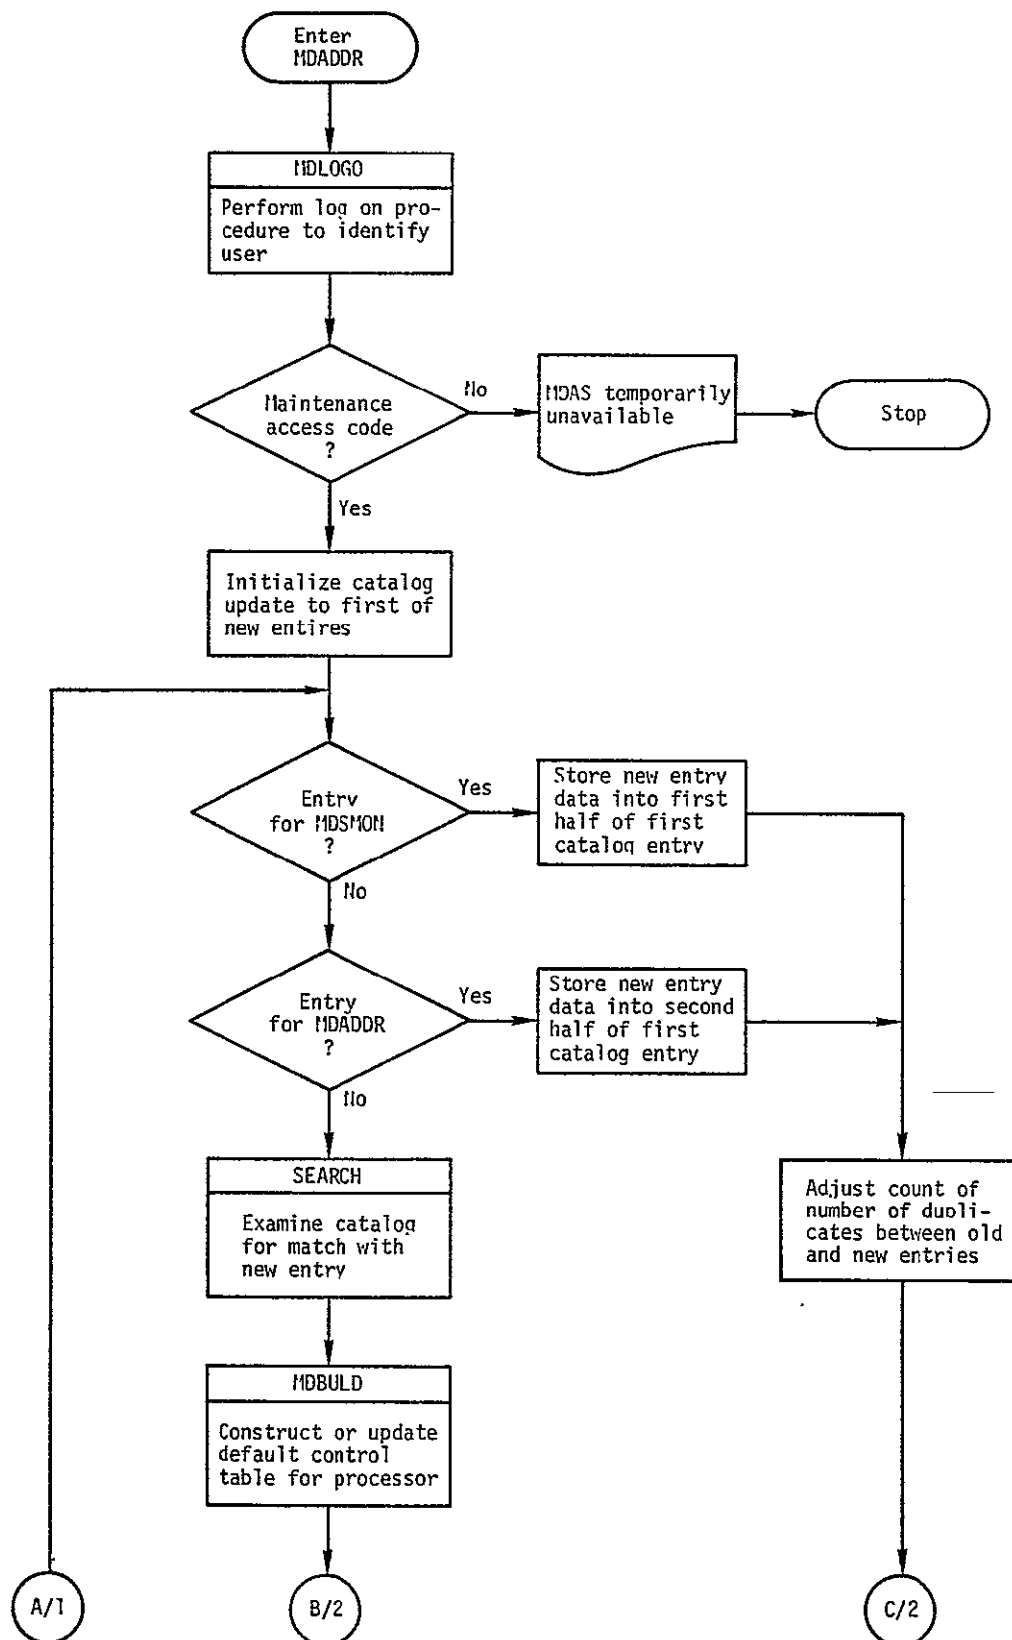 Enter
MDADDR
MDLOGO
Perform log on pro-
cedure to identify
user
Maintenance
access code
?
No
MDAS temporarily
unavailable
Stop
Yes
Initialize catalog
update to first of
new entires
Entry
for MDSMON
?
Yes
Store new entry
data into first
half of first
catalog entry
No
Entry
for MDADDR
?
Yes
Store new entry
data into second
half of first
catalog entry
No
SEARCH
Examine catalog
for match with
new entry
Adjust count of
number of dupli-
cates between old
and new entries
MDBULD
Construct or update
default control
table for processor
A/1
B/2
C/2